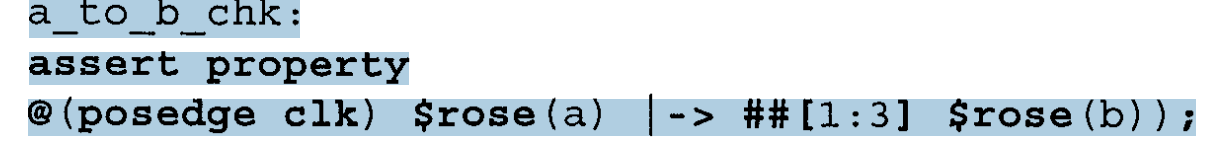 a_to_b_chk:
assert property
@(posedge clk) $rose(a) |-> ##[1:3] $rose(b));